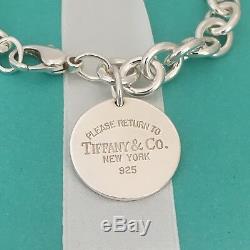 PLEASE RETURN TO
TIFFANY & CO.
NEW YORK
925